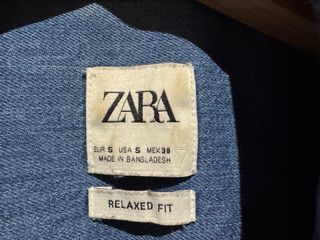 ZARA
EUR S USA S MEX 38
MADE IN BANGLADESH
RELAXED FIT